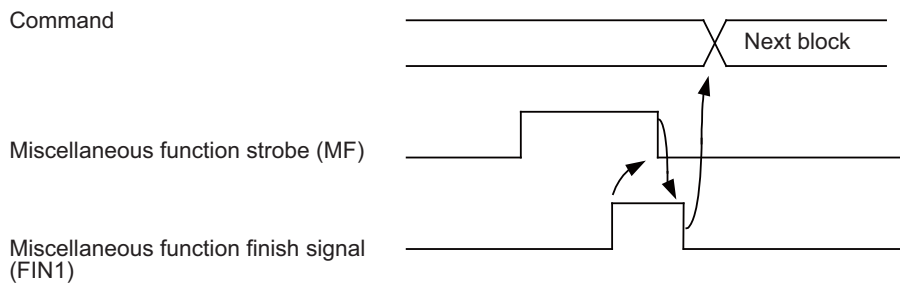 Command
Next block
Miscellaneous function strobe (MF)
Miscellaneous function finish signal
(FIN1)